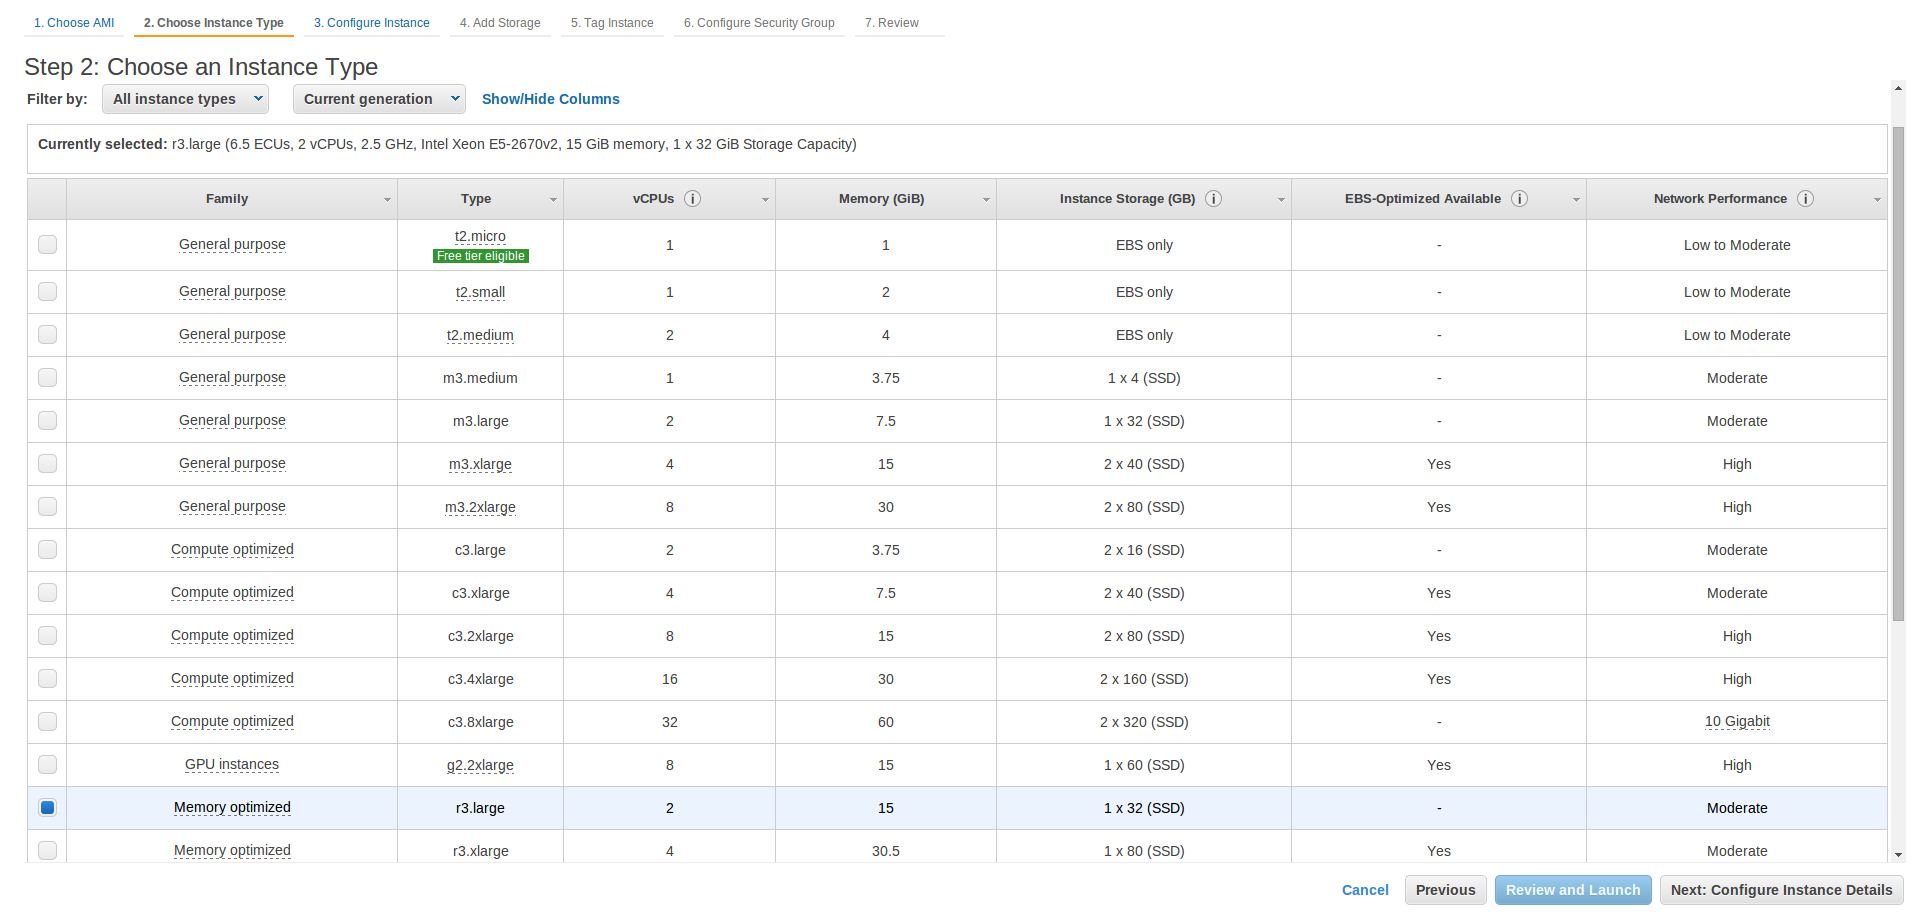 1. Choose AMI 2. Choose Instance Type 3. Configure Instance 4. Add Storage 5. Tag Instance 6. Configure Security Group 7. Review
Step 2: Choose an Instance Type
Filter by: All instance types Current generation Show/Hide Columns
Currently selected: r3.large (6.5 ECUs, 2 vCPUs, 2.5 GHz, Intel Xeon E5-2670v2, 15 GiB memory, 1 x 32 GiB Storage Capacity)
Family Type vCPUs i Memory (GiB) Instance Storage (GB) i EBS-Optimized Available i Network Performance i
General purpose t2.micro 1 1 EBS only - Low to Moderate
Free tier eligible
General purpose t2.small 1 2 EBS only - Low to Moderate
General purpose t2.medium 2 4 EBS only - Low to Moderate
General purpose m3.medium 1 3.75 1 x 4 (SSD) - Moderate
General purpose m3.large 2 7.5 1 x 32 (SSD) - Moderate
General purpose m3.xlarge 4 15 2 x 40 (SSD) Yes High
General purpose m3.2xlarge 8 30 2 x 80 (SSD) Yes High
Compute optimized c3.large 2 3.75 2 x 16 (SSD) - Moderate
Compute optimized c3.xlarge 4 7.5 2 x 40 (SSD) Yes Moderate
Compute optimized c3.2xlarge 8 15 2 x 80 (SSD) Yes High
Compute optimized c3.4xlarge 16 30 2 x 160 (SSD) Yes High
Compute optimized c3.8xlarge 32 60 2 x 320 (SSD) - 10 Gigabit
GPU instances g2.2xlarge 8 15 1 x 60 (SSD) Yes High
Memory optimized r3.large 2 15 1 x 32 (SSD) - Moderate
Memory optimized r3.xlarge 4 30.5 1 x 80 (SSD) Yes Moderate
Cancel Previous Review and Launch Next: Configure Instance Details